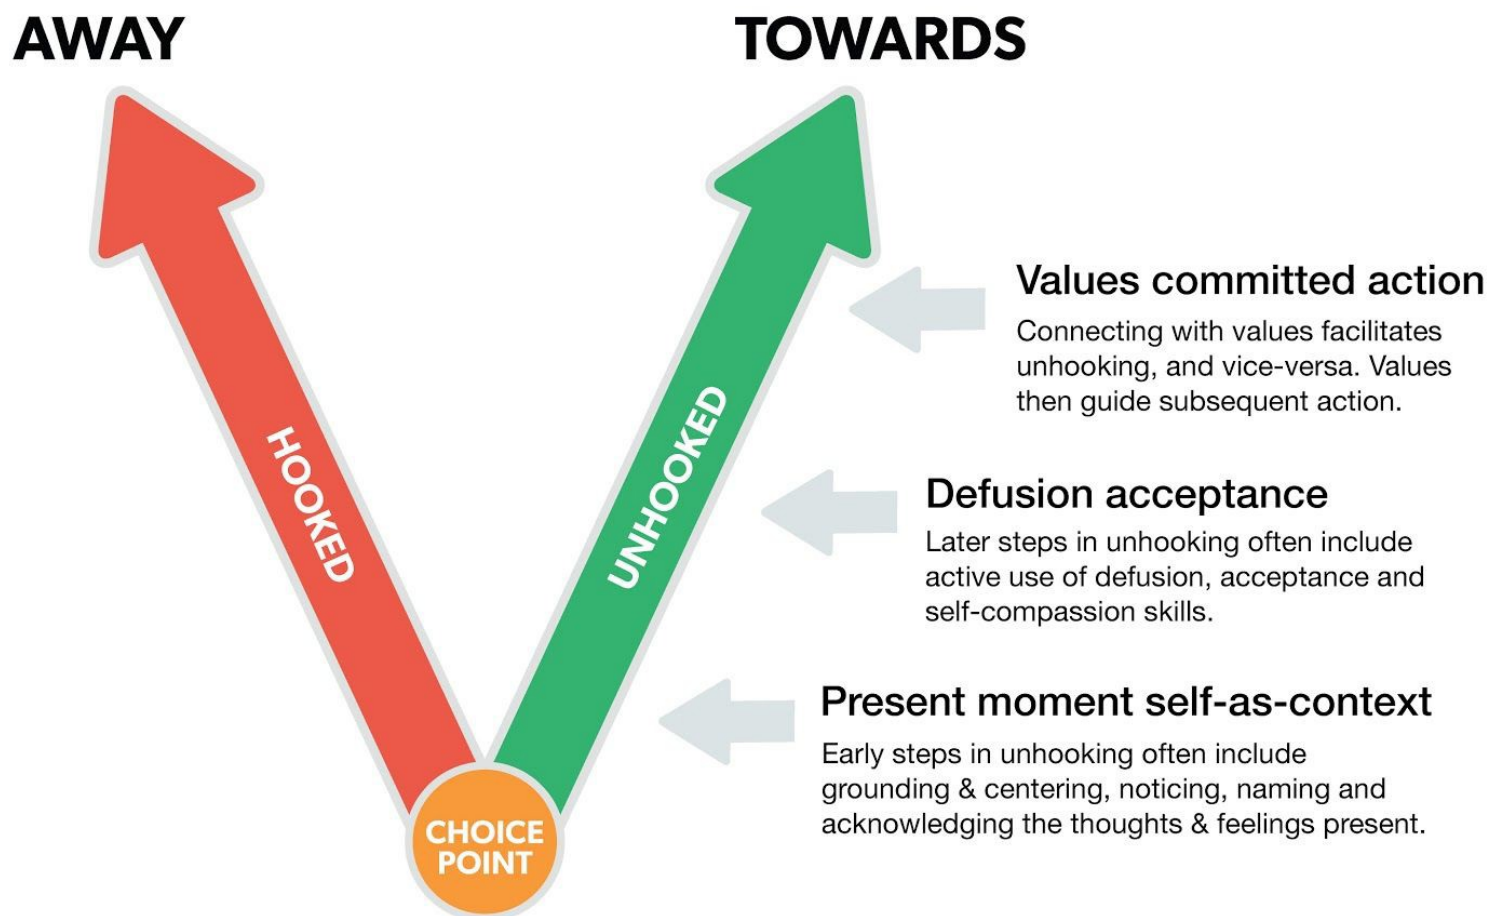 AWAY
TOWARDS
HOOKED
UNHOOKED
CHOICE
POINT
Values committed action
Connecting with values facilitates
unhooking, and vice-versa. Values
then guide subsequent action.
Defusion acceptance
Later steps in unhooking often include
active use of defusion, acceptance and
self-compassion skills.
Present moment self-as-context
Early steps in unhooking often include
grounding & centering, noticing, naming and
acknowledging the thoughts & feelings present.